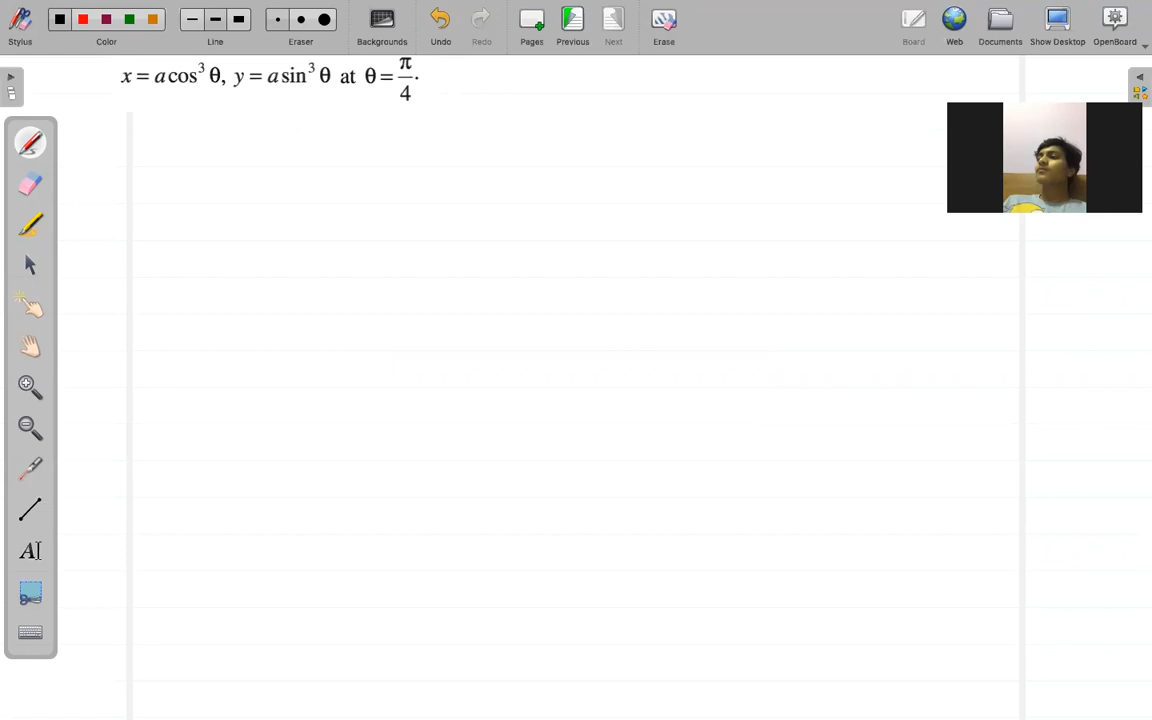 Stylus Color Line Eraser Backgrounds Undo Redo Pages Previous Next Erase Board Web Documents Show Desktop OpenBoard
x = a cos³ θ, y = a sin³ θ at θ = π/4.
A